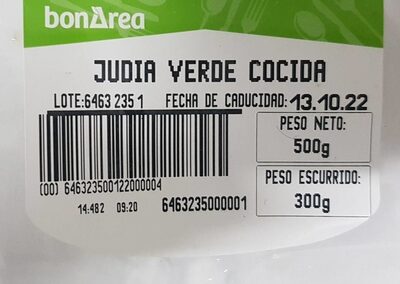 bonÀrea
JUDIA VERDE COCIDA
LOTE:6463 235 1 FECHA DE CADUCIDAD: 13.10.22
PESO NETO:
500g
PESO ESCURRIDO:
300g
(00) 646323500122000004
14:482 09:20 6463235000001